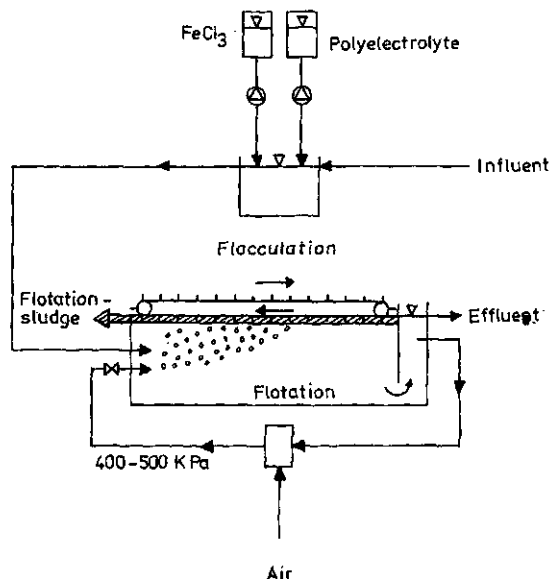 FeCl3
Polyelectrolyte
Influent
Flocculation
Flotation -
sludge
Effluent
Flotation
400-500 KPa
Air